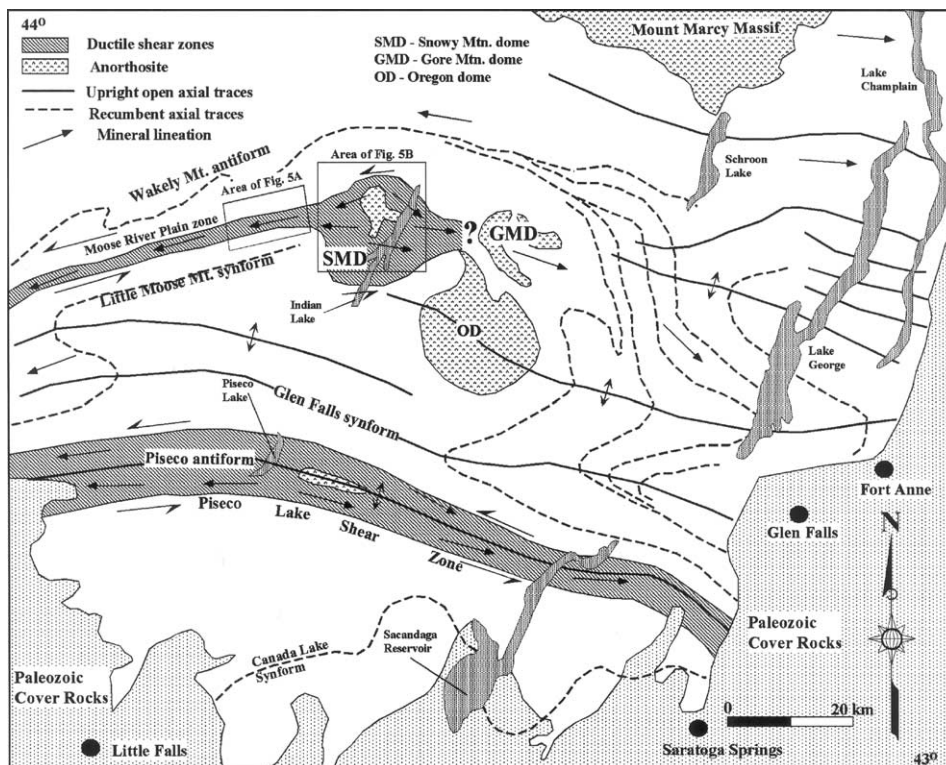 44o
Ductile shear zones
Anorthosite
Upright open axial traces
Recumbent axial traces
Mineral lineation
SMD - Snowy Mtn. dome
GMD - Gore Mtn. dome
OD - Oregon dome
Mount Marcy Massif
Lake
Champlain
Schroon
Lake
Wakely Mt. antiform
Area of Fig. 5A
Area of Fig. 5B
Moose River Plain zone
Little Moose Mt. synform
SMD
?
GMD
Indian
Lake
OD
Lake
George
Piseco
Lake
Glen Falls synform
Piseco antiform
Piseco Lake Shear Zone
Fort Anne
Glen Falls
N
Canada Lake
Synform
Sacandaga
Reservoir
Paleozoic
Cover Rocks
Paleozoic
Cover Rocks
0 20 km
Little Falls
Saratoga Springs
43o